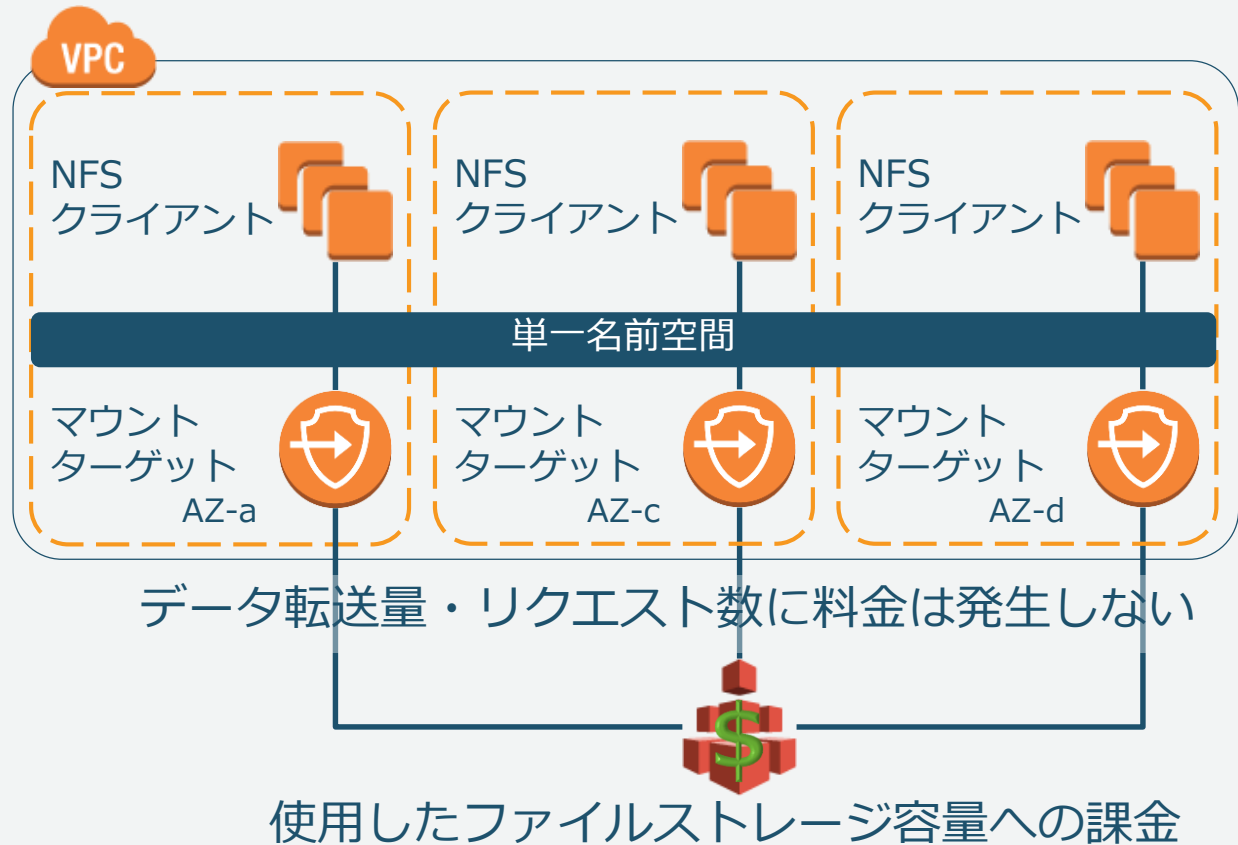 VPC
NFS
クライアント
NFS
クライアント
NFS
クライアント
単一名前空間
マウント
ターゲット
AZ-a
マウント
ターゲット
AZ-c
マウント
ターゲット
AZ-d
データ転送量・リクエスト数に料金は発生しない
$
使用したファイルストレージ容量への課金